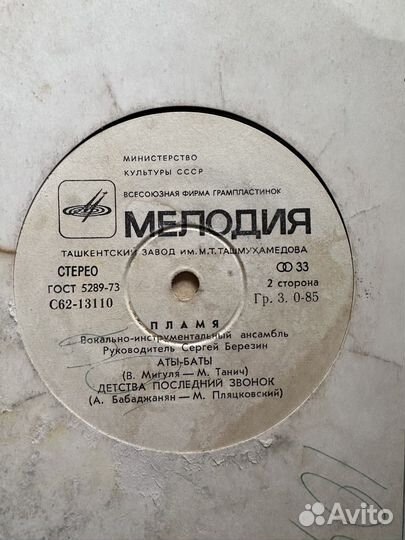 МИНИСТЕРСТВО
КУЛЬТУРЫ СССР
ВСЕСОЮЗНАЯ ФИРМА ГРАМПЛАСТИНОК
МЕЛОДИЯ
ТАШКЕНТСКИЙ ЗАВОД ИМ. М.Т. ТАШМУХАМЕДОВА
СТЕРЕО 33
ГОСТ 5289-73 2 сторона
С62-13110 Гр. 3. 0-85
ПЛАМЯ
Вокально-инструментальный ансамбль
Руководитель Сергей Березин
АТЫ-БАТЫ
(В. Мигуля — М. Танич)
ДЕТСТВА ПОСЛЕДНИЙ ЗВОНОК
(А. Бабаджанян — М. Пляцковский)
Avito